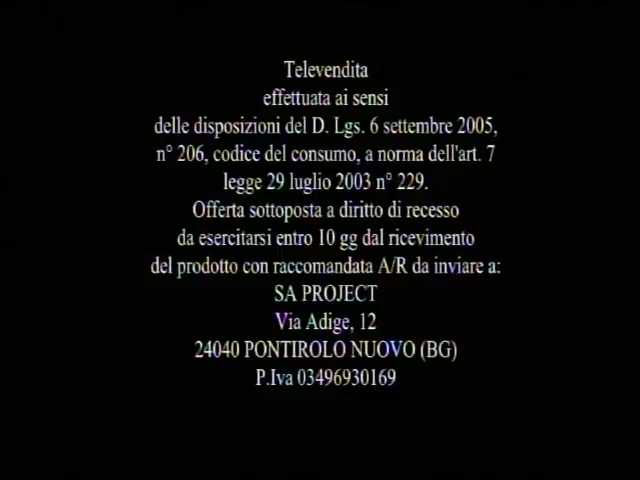 Televendita
effettuata ai sensi
delle disposizioni del D. Lgs. 6 settembre 2005,
n° 206, codice del consumo, a norma dell'art. 7
legge 29 luglio 2003 n° 229.
Offerta sottoposta a diritto di recesso
da esercitarsi entro 10 gg dal ricevimento
del prodotto con raccomandata A/R da inviare a:
SA PROJECT
Via Adige, 12
24040 PONTIROLO NUOVO (BG)
P.Iva 03496930169